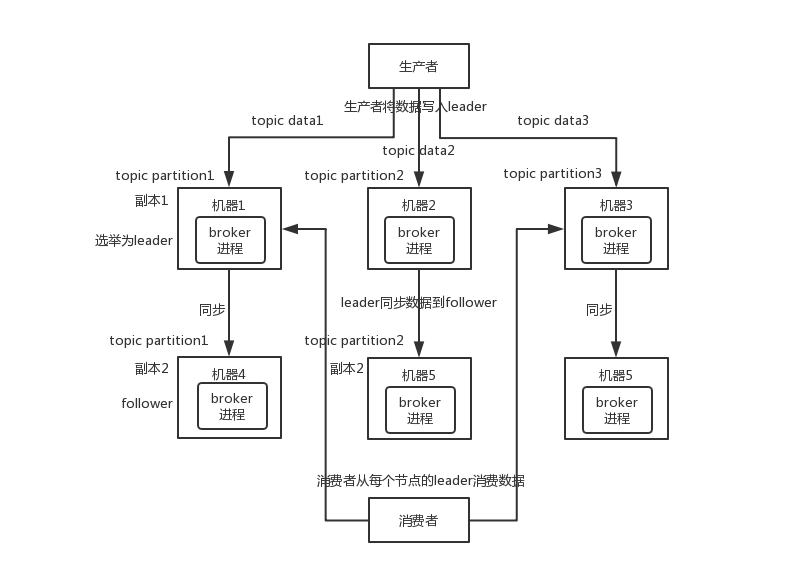 生产者
生产者将数据写入leader
topic data1
topic data3
topic data2
topic partition1
topic partition2
topic partition3
副本1
机器1
机器2
机器3
broker
进程
broker
进程
broker
进程
选举为leader
leader同步数据到follower
同步
同步
topic partition1
topic partition2
副本2
副本2
机器4
机器5
机器5
broker
进程
broker
进程
broker
进程
follower
消费者从每个节点的leader消费数据
消费者